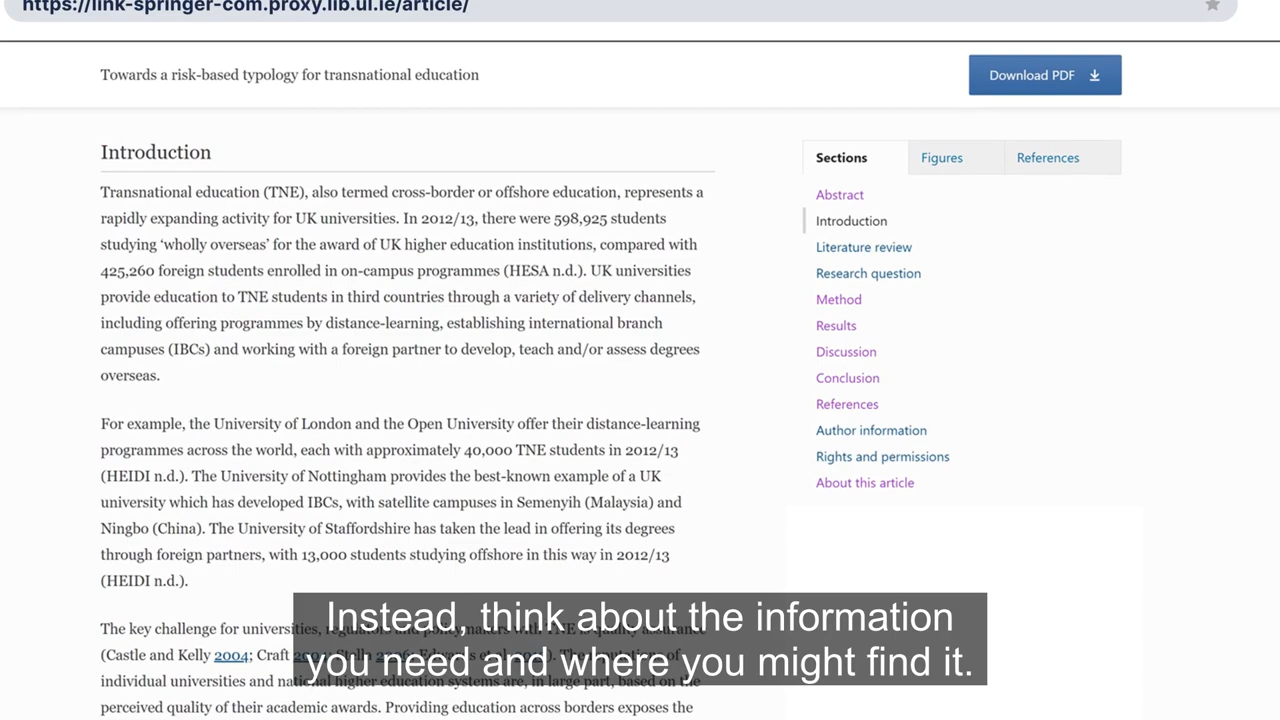 https://link-springer-com.proxy.lib.ul.ie/article/
Towards a risk-based typology for transnational education
Download PDF
Introduction
Transnational education (TNE), also termed cross-border or offshore education, represents a
rapidly expanding activity for UK universities. In 2012/13, there were 598,925 students
studying ‘wholly overseas’ for the award of UK higher education institutions, compared with
425,260 foreign students enrolled in on-campus programmes (HESA n.d.). UK universities
provide education to TNE students in third countries through a variety of delivery channels,
including offering programmes by distance-learning, establishing international branch
campuses (IBCs) and working with a foreign partner to develop, teach and/or assess degrees
overseas.
For example, the University of London and the Open University offer their distance-learning
programmes across the world, each with approximately 40,000 TNE students in 2012/13
(HEIDI n.d.). The University of Nottingham provides the best-known example of a UK
university which has developed IBCs, with satellite campuses in Semenyih (Malaysia) and
Ningbo (China). The University of Staffordshire has taken the lead in offering its degrees
through foreign partners, with 13,000 students studying offshore in this way in 2012/13
(HEIDI n.d.).
The key challenge for universities, regulators and policy makers with TNE is quality assurance
(Castle and Kelly 2004; Craft
individual universities and national higher education systems are, in large part, based on the
perceived quality of their academic awards. Providing education across borders exposes the
Sections
Figures
References
Abstract
Introduction
Literature review
Research question
Method
Results
Discussion
Conclusion
References
Author information
Rights and permissions
About this article
Instead, think about the information
you need and where you might find it.